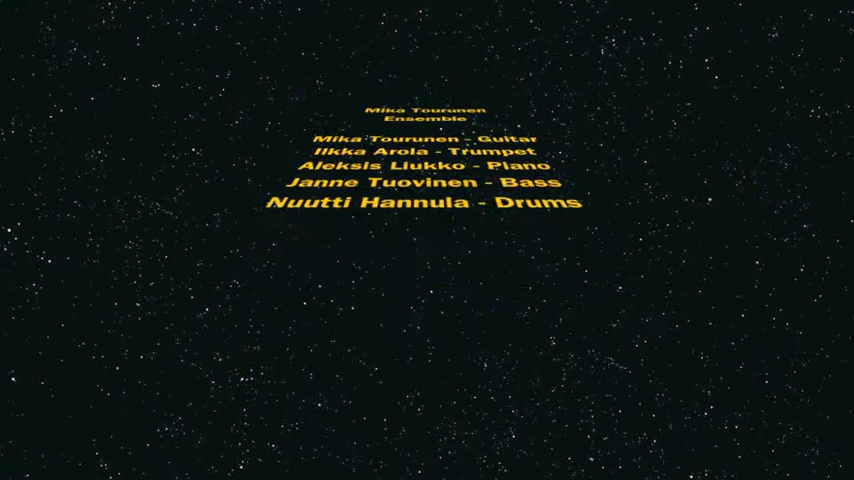 Mika Tourunen
Ensemble
Mika Tourunen - Guitar
Ilkka Arola - Trumpet
Aleksis Liukko - Piano
Janne Tuovinen - Bass
Nuutti Hannula - Drums